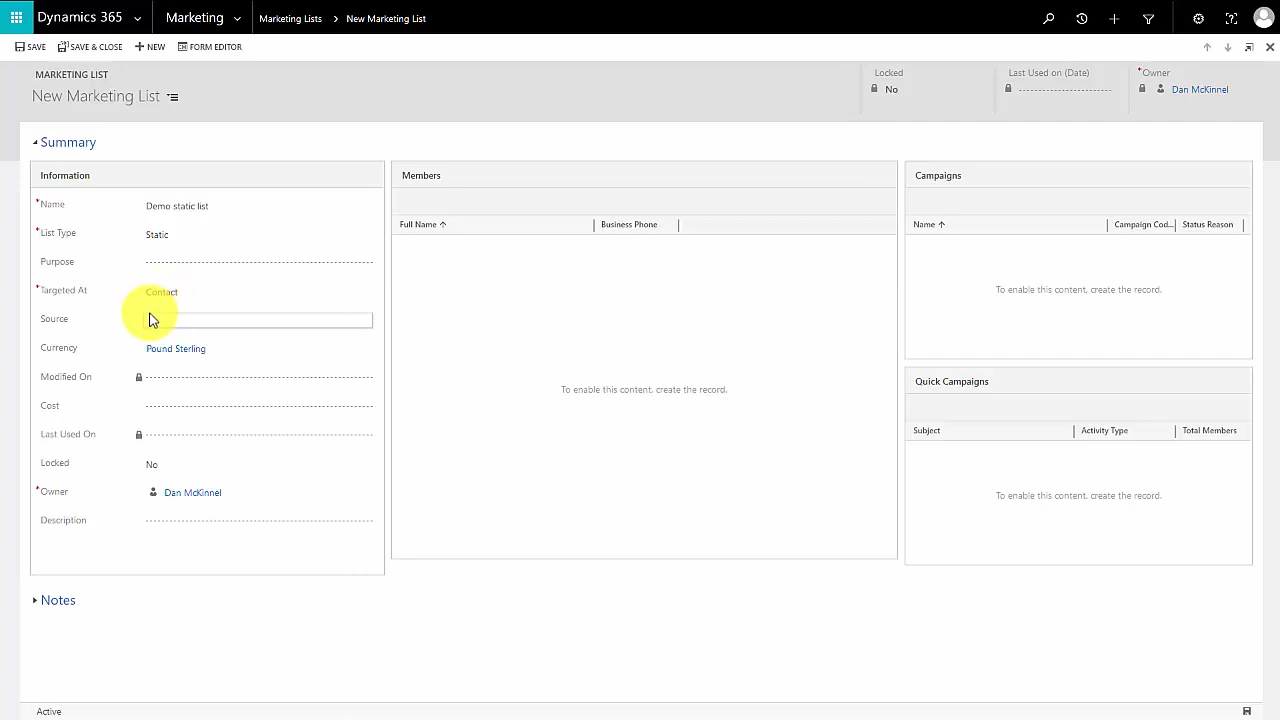 Dynamics 365 Marketing Marketing Lists New Marketing List
SAVE SAVE & CLOSE NEW FORM EDITOR
MARKETING LIST
New Marketing List
Locked
No
Last Used on (Date)
*Owner
Dan McKinnel
Summary
Information
*Name Demo static list
*List Type Static
Purpose
*Targeted At Contact
Source
Currency Pound Sterling
Modified On
Cost
Last Used On
Locked No
*Owner Dan McKinnel
Description
Members
Full Name Business Phone
To enable this content, create the record.
Campaigns
Name Campaign Cod... Status Reason
To enable this content, create the record.
Quick Campaigns
Subject Activity Type Total Members
To enable this content, create the record.
Notes
Active